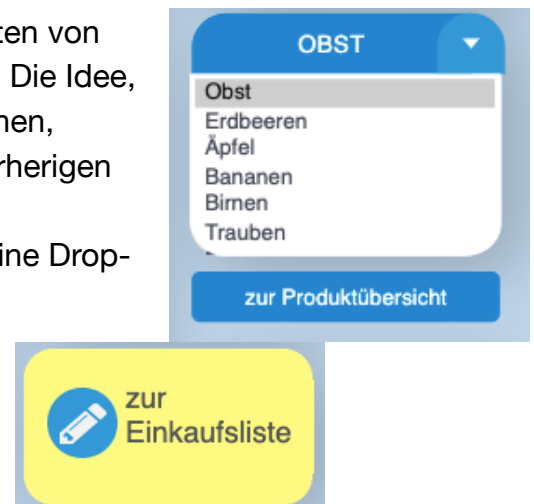 ten von
Die Idee,
nen,
rherigen
ine Drop-
OBST
Obst
Erdbeeren
Äpfel
Bananen
Birnen
Trauben
zur Produktübersicht
zur
Einkaufsliste